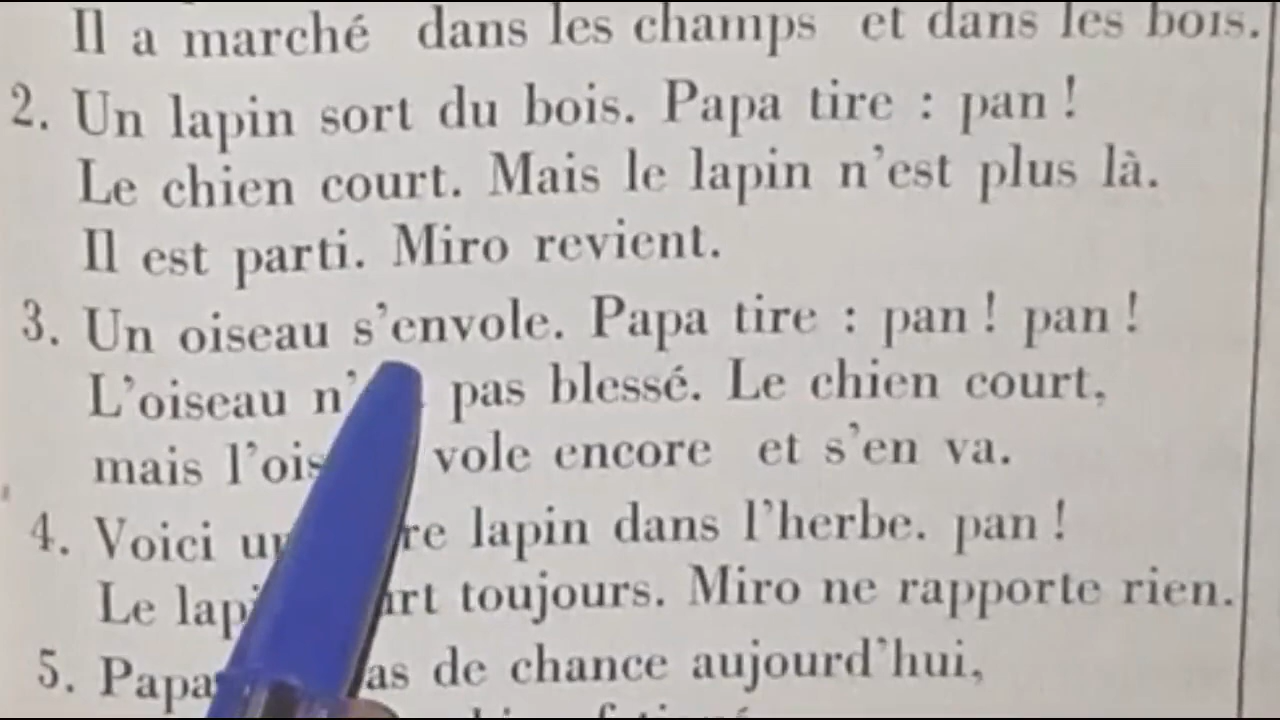 Il a marché dans les champs et dans les bois.
2. Un lapin sort du bois. Papa tire : pan !
Le chien court. Mais le lapin n'est plus là.
Il est parti. Miro revient.
3. Un oiseau s'envole. Papa tire : pan ! pan !
L'oiseau n' pas blessé. Le chien court,
mais l'ois vole encore et s'en va.
4. Voici un re lapin dans l'herbe. pan !
Le lapi rt toujours. Miro ne rapporte rien.
5. Papa as de chance aujourd'hui,